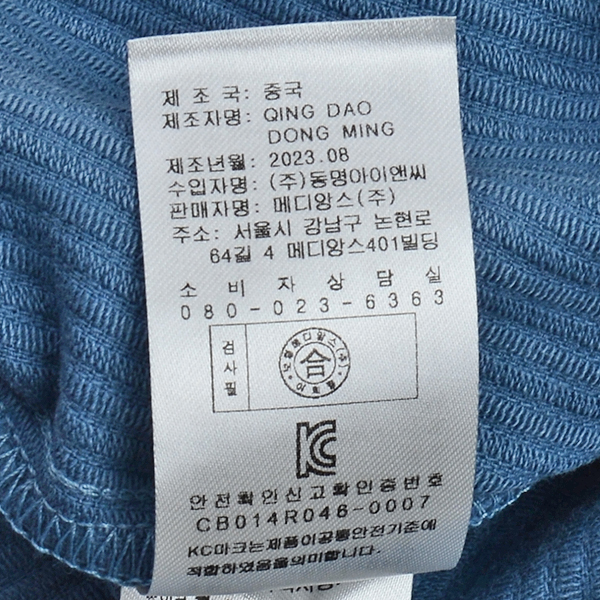 제 조 국: 중국
제조자명: QING DAO
DONG MING
제조년월: 2023.08
수입자명: (주)동명아이앤씨
판매자명: 메디앙스(주)
주소: 서울시 강남구 논현로
64길 4 메디앙스401빌딩
소 비 자 상 담 실
080-023-6363
검사필
合
KC
안전확인신고확인증번호
CB014R046-0007
KC마크는제품이공통안전기준에
적합하였음을의미합니다